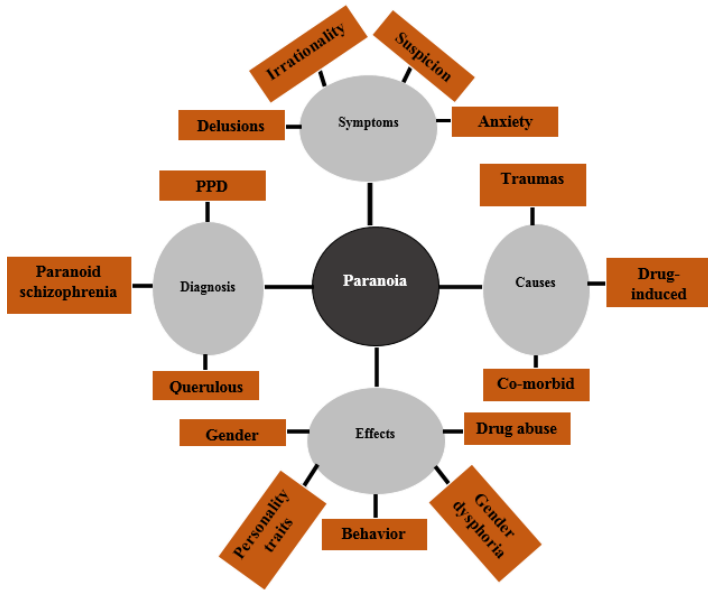 Irrationality
Suspicion
Delusions
Symptoms
Anxiety
PPD
Traumas
Paranoid
schizophrenia
Diagnosis
Paranoia
Causes
Drug-
induced
Querulous
Co-morbid
Gender
Effects
Drug abuse
Personality
traits
Behavior
Gender
dysphoria